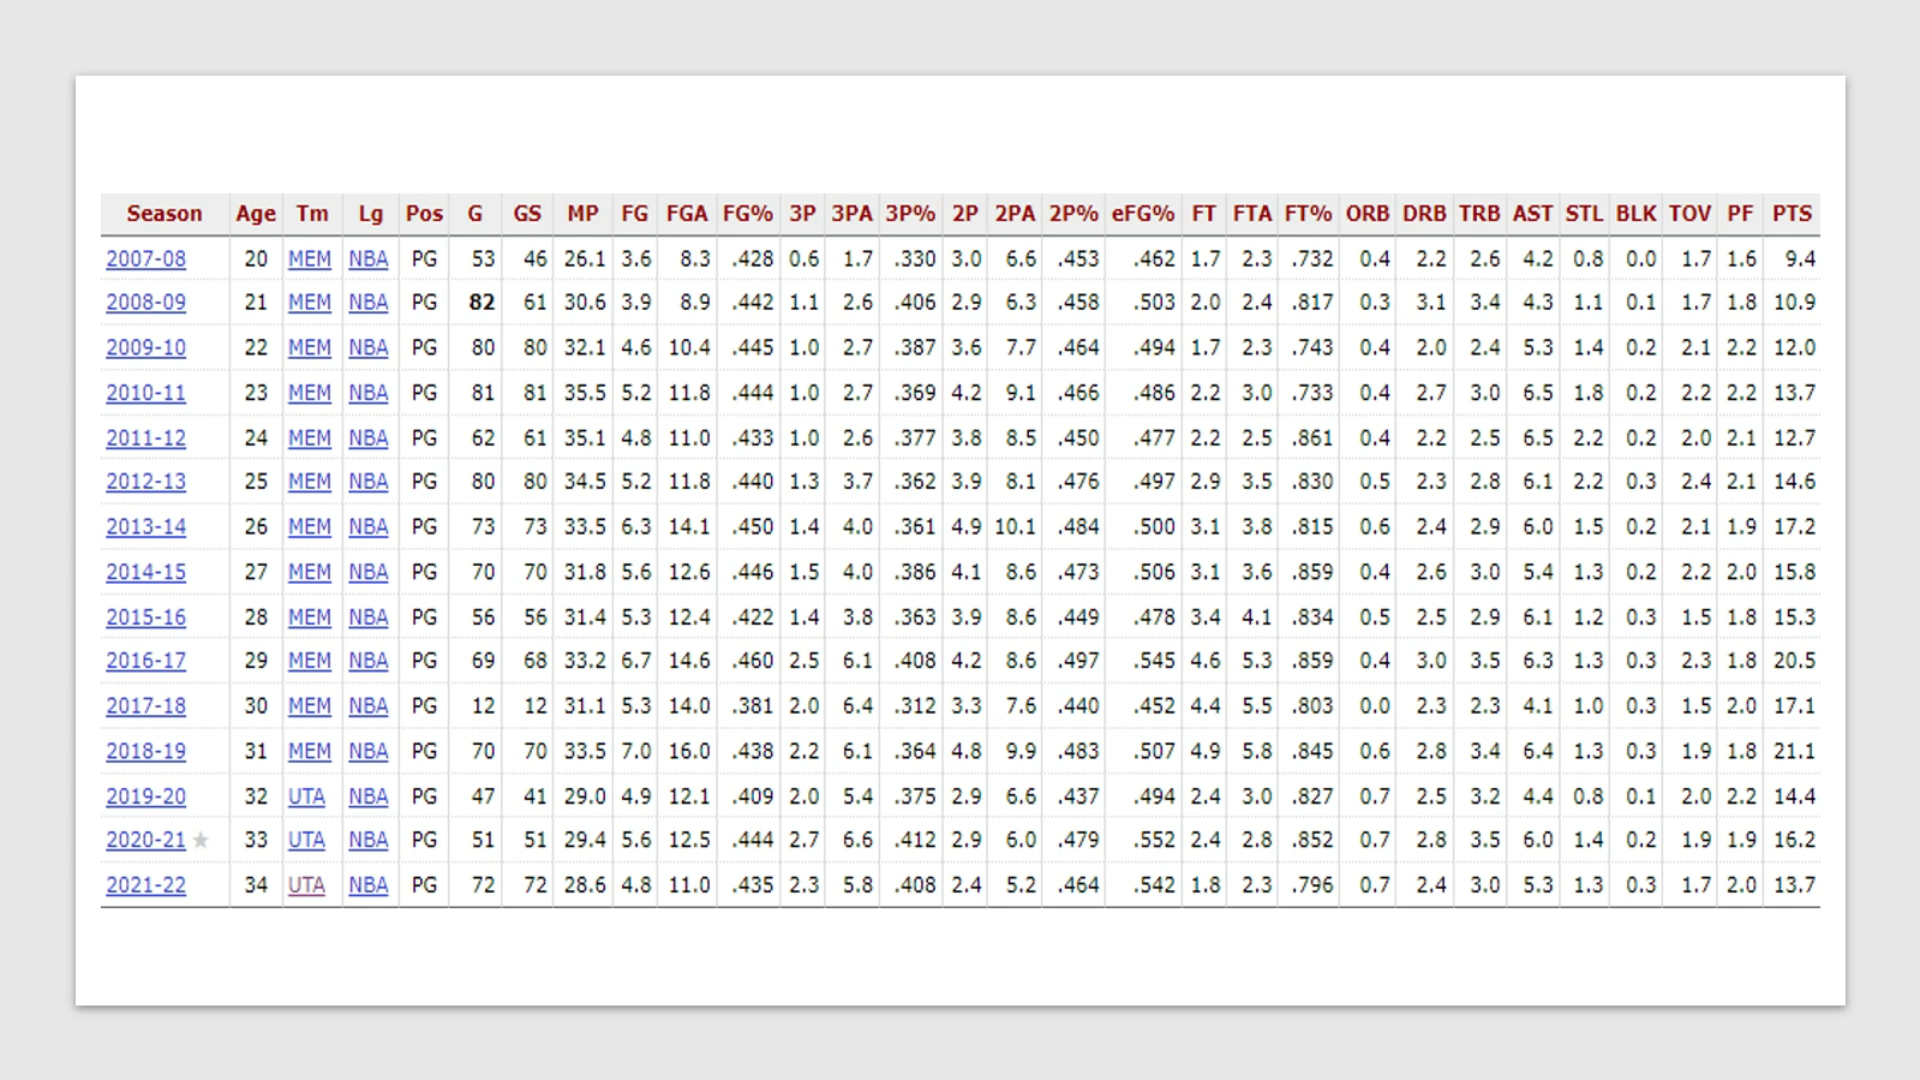 Season Age Tm Lg Pos G GS MP FG FGA FG% 3P 3PA 3P% 2P 2PA 2P% eFG% FT FTA FT% ORB DRB TRB AST STL BLK TOV PF PTS
2007-08 20 MEM NBA PG 53 46 26.1 3.6 8.3 .428 0.6 1.7 .330 3.0 6.6 .453 .462 1.7 2.3 .732 0.4 2.2 2.6 4.2 0.8 0.0 1.7 1.6 9.4
2008-09 21 MEM NBA PG 82 61 30.6 3.9 8.9 .442 1.1 2.6 .406 2.9 6.3 .458 .503 2.0 2.4 .817 0.3 3.1 3.4 4.3 1.1 0.1 1.7 1.8 10.9
2009-10 22 MEM NBA PG 80 80 32.1 4.6 10.4 .445 1.0 2.7 .387 3.6 7.7 .464 .494 1.7 2.3 .743 0.4 2.0 2.4 5.3 1.4 0.2 2.1 2.2 12.0
2010-11 23 MEM NBA PG 81 81 35.5 5.2 11.8 .444 1.0 2.7 .369 4.2 9.1 .466 .486 2.2 3.0 .733 0.4 2.7 3.0 6.5 1.8 0.2 2.2 2.2 13.7
2011-12 24 MEM NBA PG 62 61 35.1 4.8 11.0 .433 1.0 2.6 .377 3.8 8.5 .450 .477 2.2 2.5 .861 0.4 2.2 2.5 6.5 2.2 0.2 2.0 2.1 12.7
2012-13 25 MEM NBA PG 80 80 34.5 5.2 11.8 .440 1.3 3.7 .362 3.9 8.1 .476 .497 2.9 3.5 .830 0.5 2.3 2.8 6.1 2.2 0.3 2.4 2.1 14.6
2013-14 26 MEM NBA PG 73 73 33.5 6.3 14.1 .450 1.4 4.0 .361 4.9 10.1 .484 .500 3.1 3.8 .815 0.6 2.4 2.9 6.0 1.5 0.2 2.1 1.9 17.2
2014-15 27 MEM NBA PG 70 70 31.8 5.6 12.6 .446 1.5 4.0 .386 4.1 8.6 .473 .506 3.1 3.6 .859 0.4 2.6 3.0 5.4 1.3 0.2 2.2 2.0 15.8
2015-16 28 MEM NBA PG 56 56 31.4 5.3 12.4 .422 1.4 3.8 .363 3.9 8.6 .449 .478 3.4 4.1 .834 0.5 2.5 2.9 6.1 1.2 0.3 1.5 1.8 15.3
2016-17 29 MEM NBA PG 69 68 33.2 6.7 14.6 .460 2.5 6.1 .408 4.2 8.6 .497 .545 4.6 5.3 .859 0.4 3.0 3.5 6.3 1.3 0.3 2.3 1.8 20.5
2017-18 30 MEM NBA PG 12 12 31.1 5.3 14.0 .381 2.0 6.4 .312 3.3 7.6 .440 .452 4.4 5.5 .803 0.0 2.3 2.3 4.1 1.0 0.3 1.5 2.0 17.1
2018-19 31 MEM NBA PG 70 70 33.5 7.0 16.0 .438 2.2 6.1 .364 4.8 9.9 .483 .507 4.9 5.8 .845 0.6 2.8 3.4 6.4 1.3 0.3 1.9 1.8 21.1
2019-20 32 UTA NBA PG 47 41 29.0 4.9 12.1 .409 2.0 5.4 .375 2.9 6.6 .437 .494 2.4 3.0 .827 0.7 2.5 3.2 4.4 0.8 0.1 2.0 2.2 14.4
2020-21 ★ 33 UTA NBA PG 51 51 29.4 5.6 12.5 .444 2.7 6.6 .412 2.9 6.0 .479 .552 2.4 2.8 .852 0.7 2.8 3.5 6.0 1.4 0.2 1.9 1.9 16.2
2021-22 34 UTA NBA PG 72 72 28.6 4.8 11.0 .435 2.3 5.8 .408 2.4 5.2 .464 .542 1.8 2.3 .796 0.7 2.4 3.0 5.3 1.3 0.3 1.7 2.0 13.7